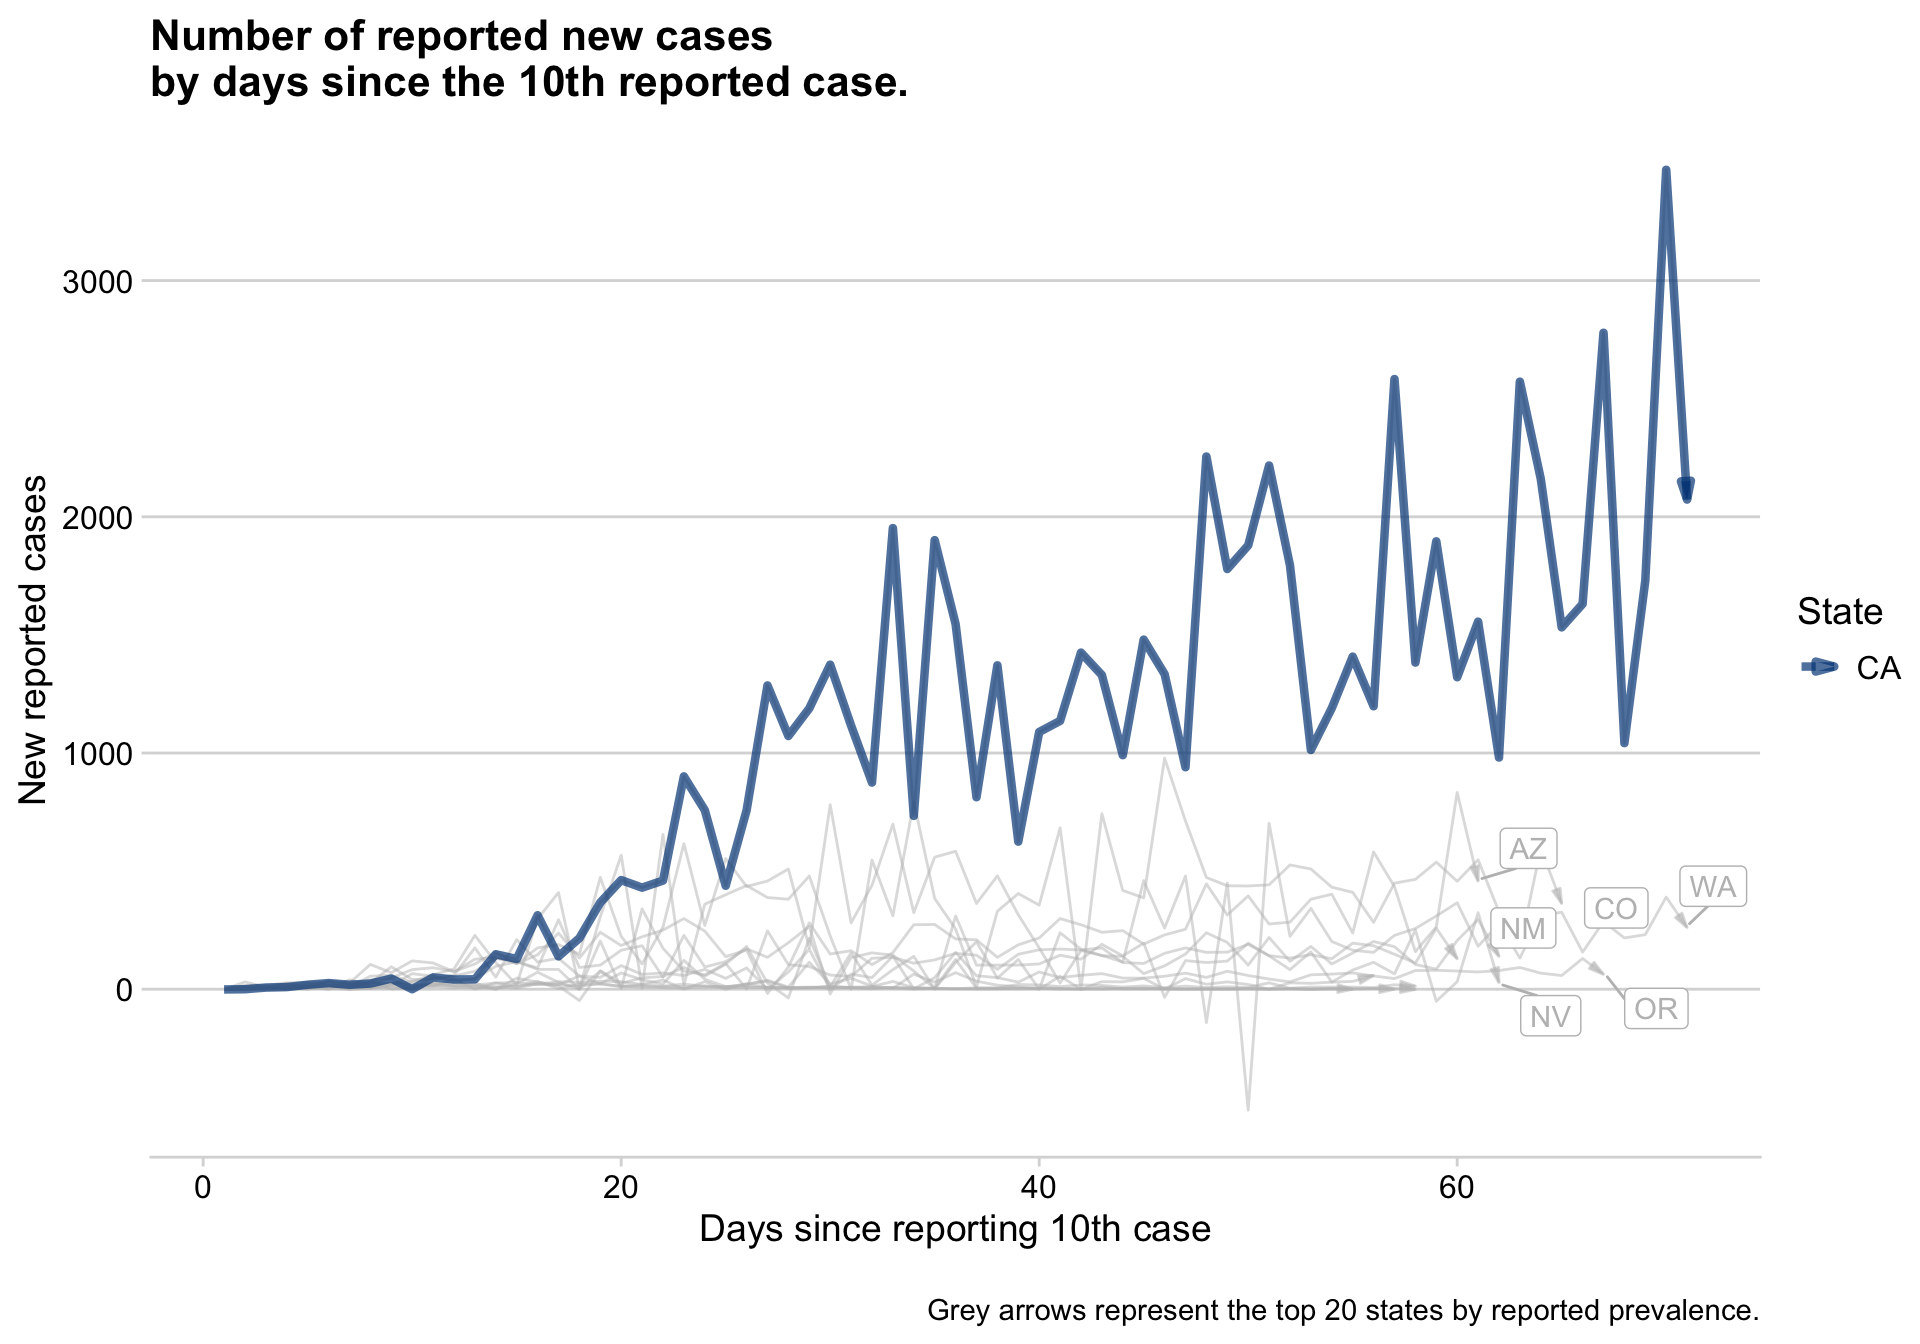 Number of reported new cases
by days since the 10th reported case.
New reported cases
3000
2000
1000
0
AZ
WA
CO
NM
NV
OR
0
20
40
60
Days since reporting 10th case
State
CA
Grey arrows represent the top 20 states by reported prevalence.